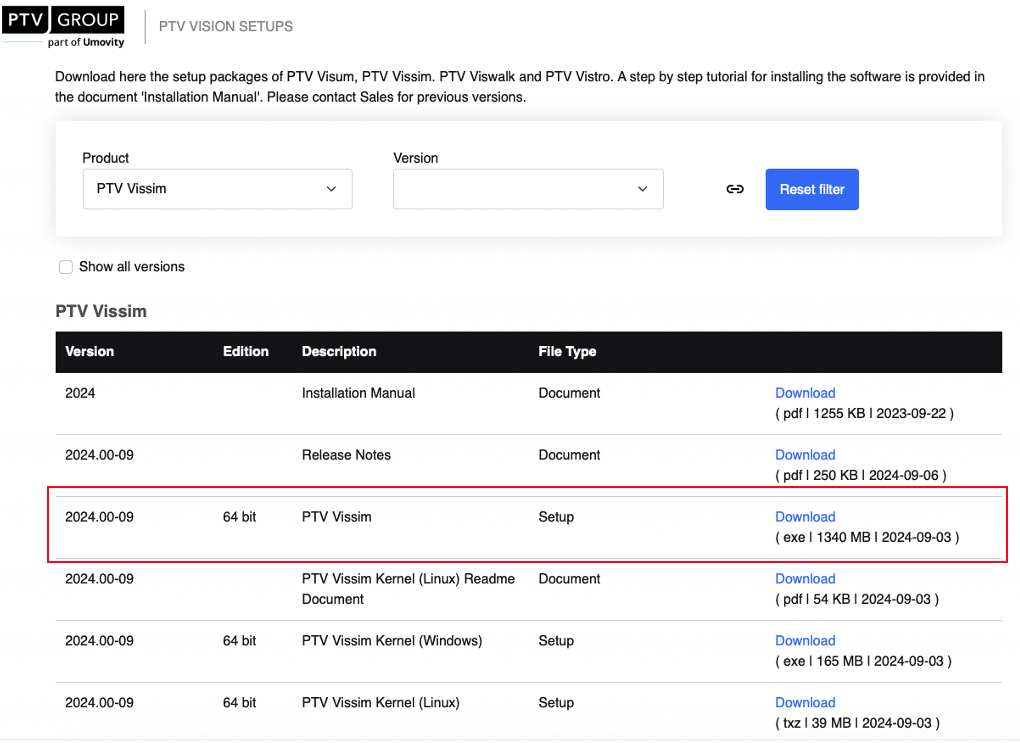 PTV GROUP
part of Umovity
PTV VISION SETUPS
Download here the setup packages of PTV Visum, PTV Vissim. PTV Viswalk and PTV Vistro. A step by step tutorial for installing the software is provided in
the document 'Installation Manual'. Please contact Sales for previous versions.
Product Version
PTV Vissim Reset filter
Show all versions
PTV Vissim
Version Edition Description File Type
2024 Installation Manual Document Download
( pdf | 1255 KB | 2023-09-22 )
2024.00-09 Release Notes Document Download
( pdf | 250 KB | 2024-09-06 )
2024.00-09 64 bit PTV Vissim Setup Download
( exe | 1340 MB | 2024-09-03 )
2024.00-09 PTV Vissim Kernel (Linux) Readme Document Download
Document ( pdf | 54 KB | 2024-09-03 )
2024.00-09 64 bit PTV Vissim Kernel (Windows) Setup Download
( exe | 165 MB | 2024-09-03 )
2024.00-09 64 bit PTV Vissim Kernel (Linux) Setup Download
( txz | 39 MB | 2024-09-03 )